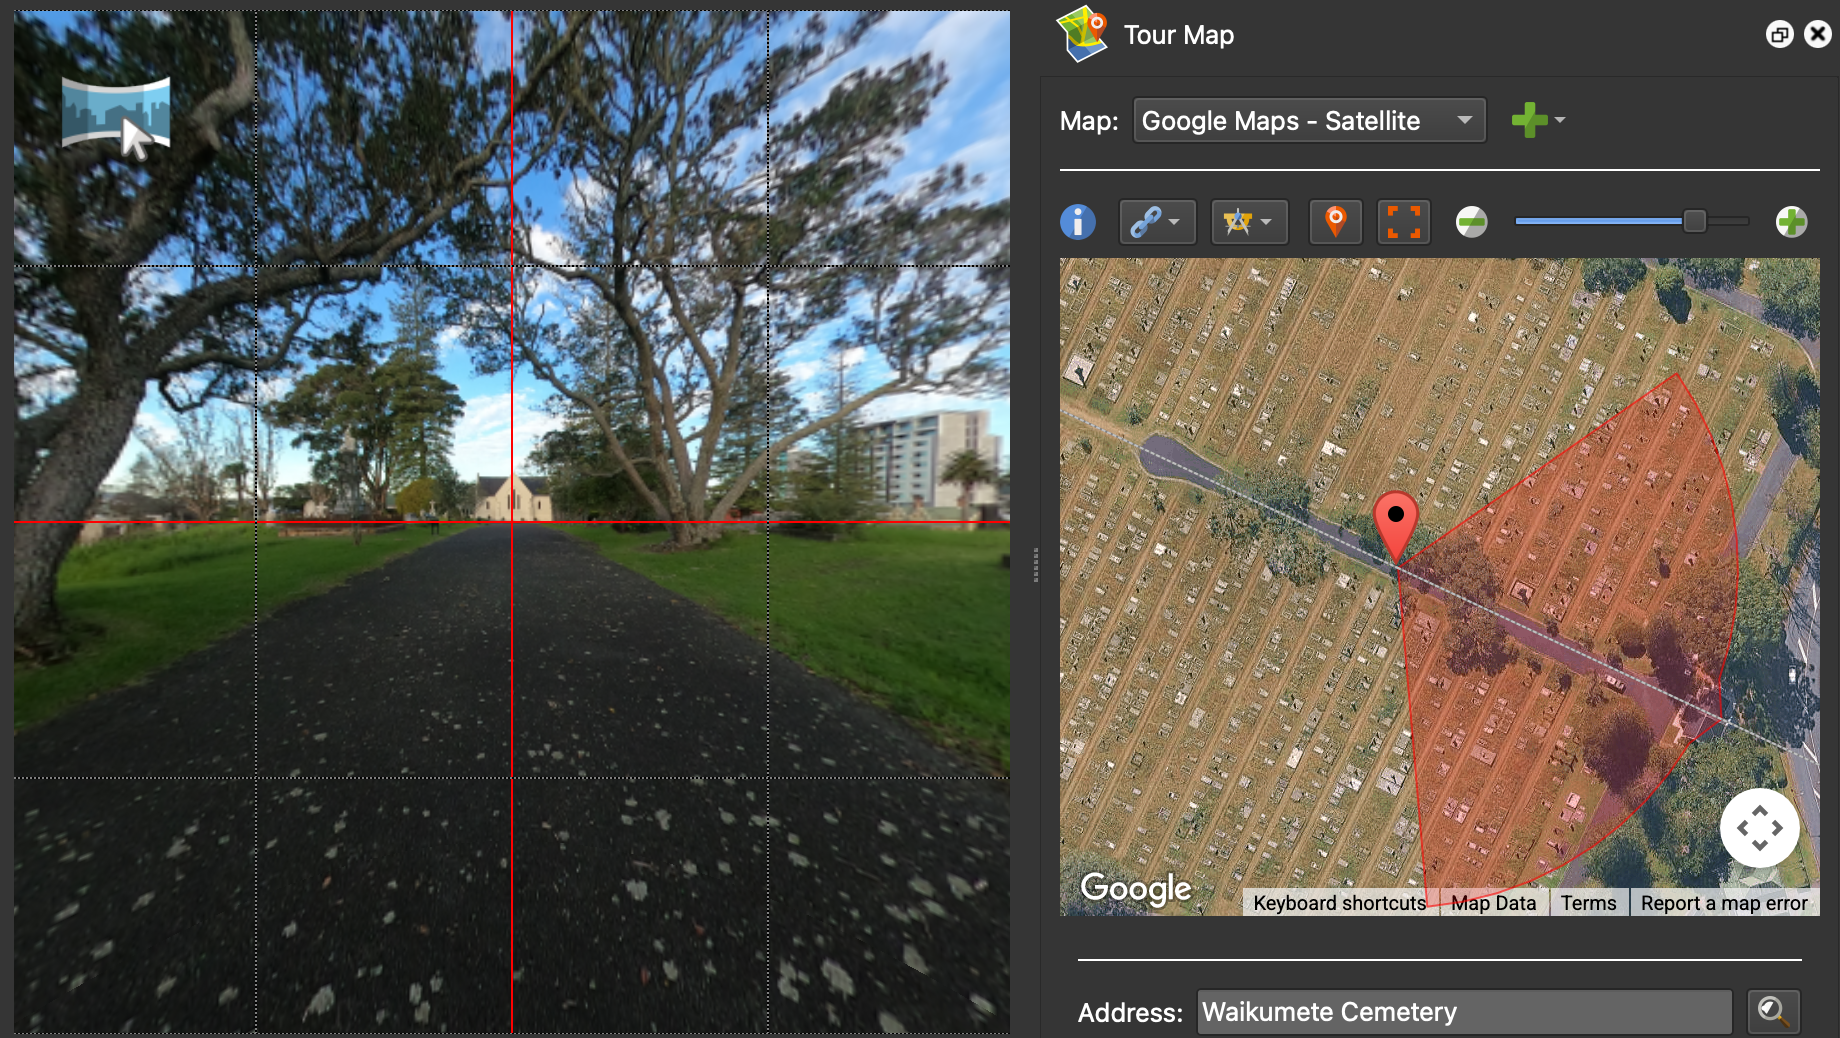 Tour Map
Map: Google Maps - Satellite
Google
Keyboard shortcuts Map Data Terms Report a map error
Address: Waikumete Cemetery